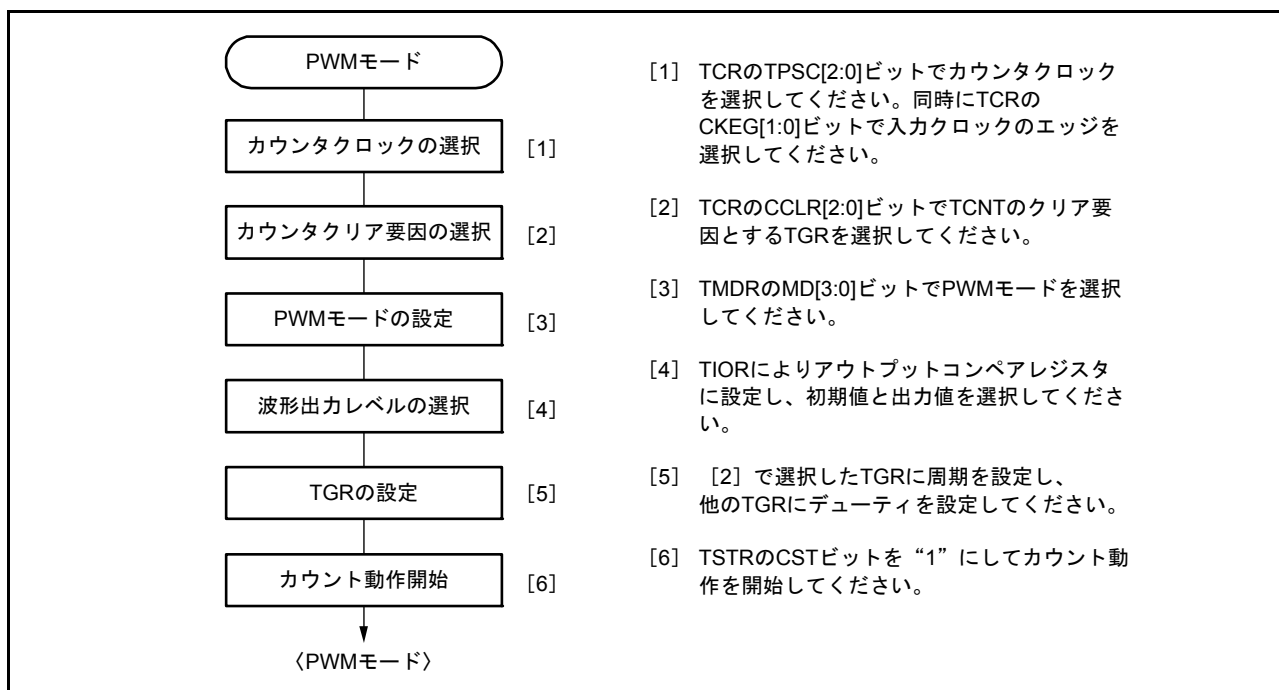 PWMモード
カウンタクロックの選択 [1]
カウンタクリア要因の選択 [2]
PWMモードの設定 [3]
波形出力レベルの選択 [4]
TGRの設定 [5]
カウント動作開始 [6]
〈PWMモード〉
[1] TCRのTPSC[2:0]ビットでカウンタクロック
を選択してください。同時にTCRの
CKEG[1:0]ビットで入力クロックのエッジを
選択してください。
[2] TCRのCCLR[2:0]ビットでTCNTのクリア要
因とするTGRを選択してください。
[3] TMDRのMD[3:0]ビットでPWMモードを選択
してください。
[4] TIORによりアウトプットコンペアレジスタ
に設定し、初期値と出力値を選択してくださ
い。
[5] [2]で選択したTGRに周期を設定し、
他のTGRにデューティを設定してください。
[6] TSTRのCSTビットを“1”にしてカウント動
作を開始してください。